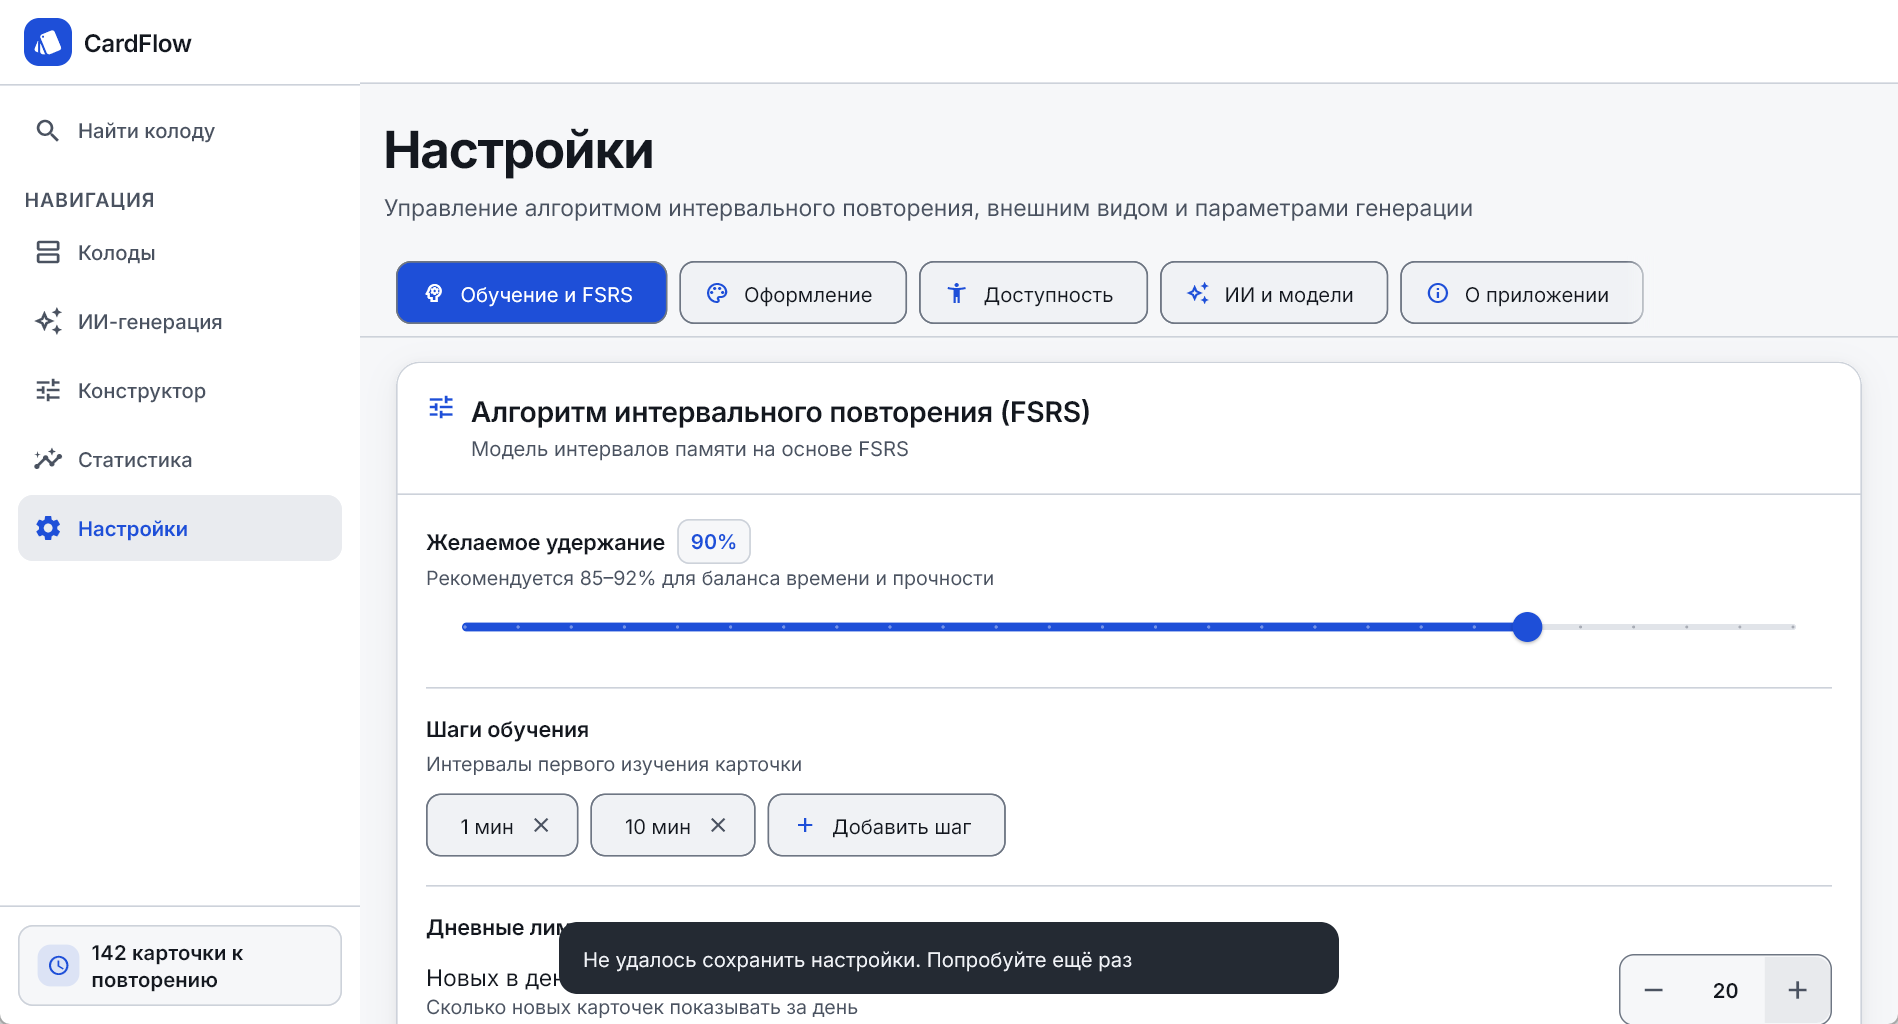 CardFlow
Найти колоду
НАВИГАЦИЯ
Колоды
ИИ-генерация
Конструктор
Статистика
Настройки
142 карточки к
повторению
Настройки
Управление алгоритмом интервального повторения, внешним видом и параметрами генерации
Обучение и FSRS
Оформление
Доступность
ИИ и модели
О приложении
Алгоритм интервального повторения (FSRS)
Модель интервалов памяти на основе FSRS
Желаемое удержание 90%
Рекомендуется 85–92% для баланса времени и прочности
Шаги обучения
Интервалы первого изучения карточки
1 мин
10 мин
Добавить шаг
Дневные
Новых в
Сколько новых карточек показывать за день
20
Не удалось сохранить настройки. Попробуйте ещё раз